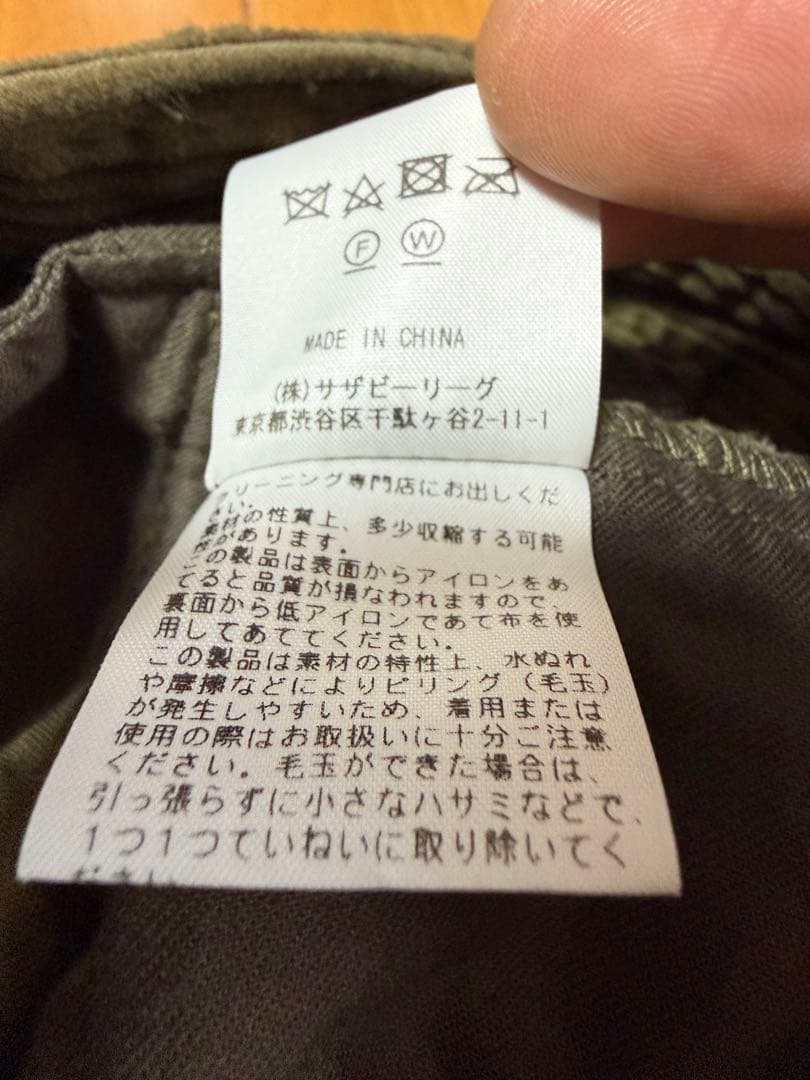 F W
MADE IN CHINA
(株)サザビーリーグ
東京都渋谷区千駄ヶ谷2-11-1
クリーニング専門店にお出しくだ
さい。
素材の性質上、多少収縮する可能
性があります。
この製品は表面からアイロンをあ
てると品質が損なわれますので、
裏面から低アイロンであて布を使
用してあててください。
この製品は素材の特性上、水ぬれ
や摩擦などによりピリング(毛玉)
が発生しやすいため、着用または
使用の際はお取扱いに十分ご注意
ください。毛玉ができた場合は、
引っ張らずに小さなハサミなどで、
1つ1つていねいに取り除いてく
ださい